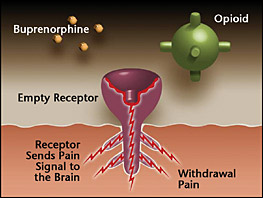 Buprenorphine
Opioid
Empty Receptor
Receptor
Sends Pain
Signal to
the Brain
Withdrawal
Pain